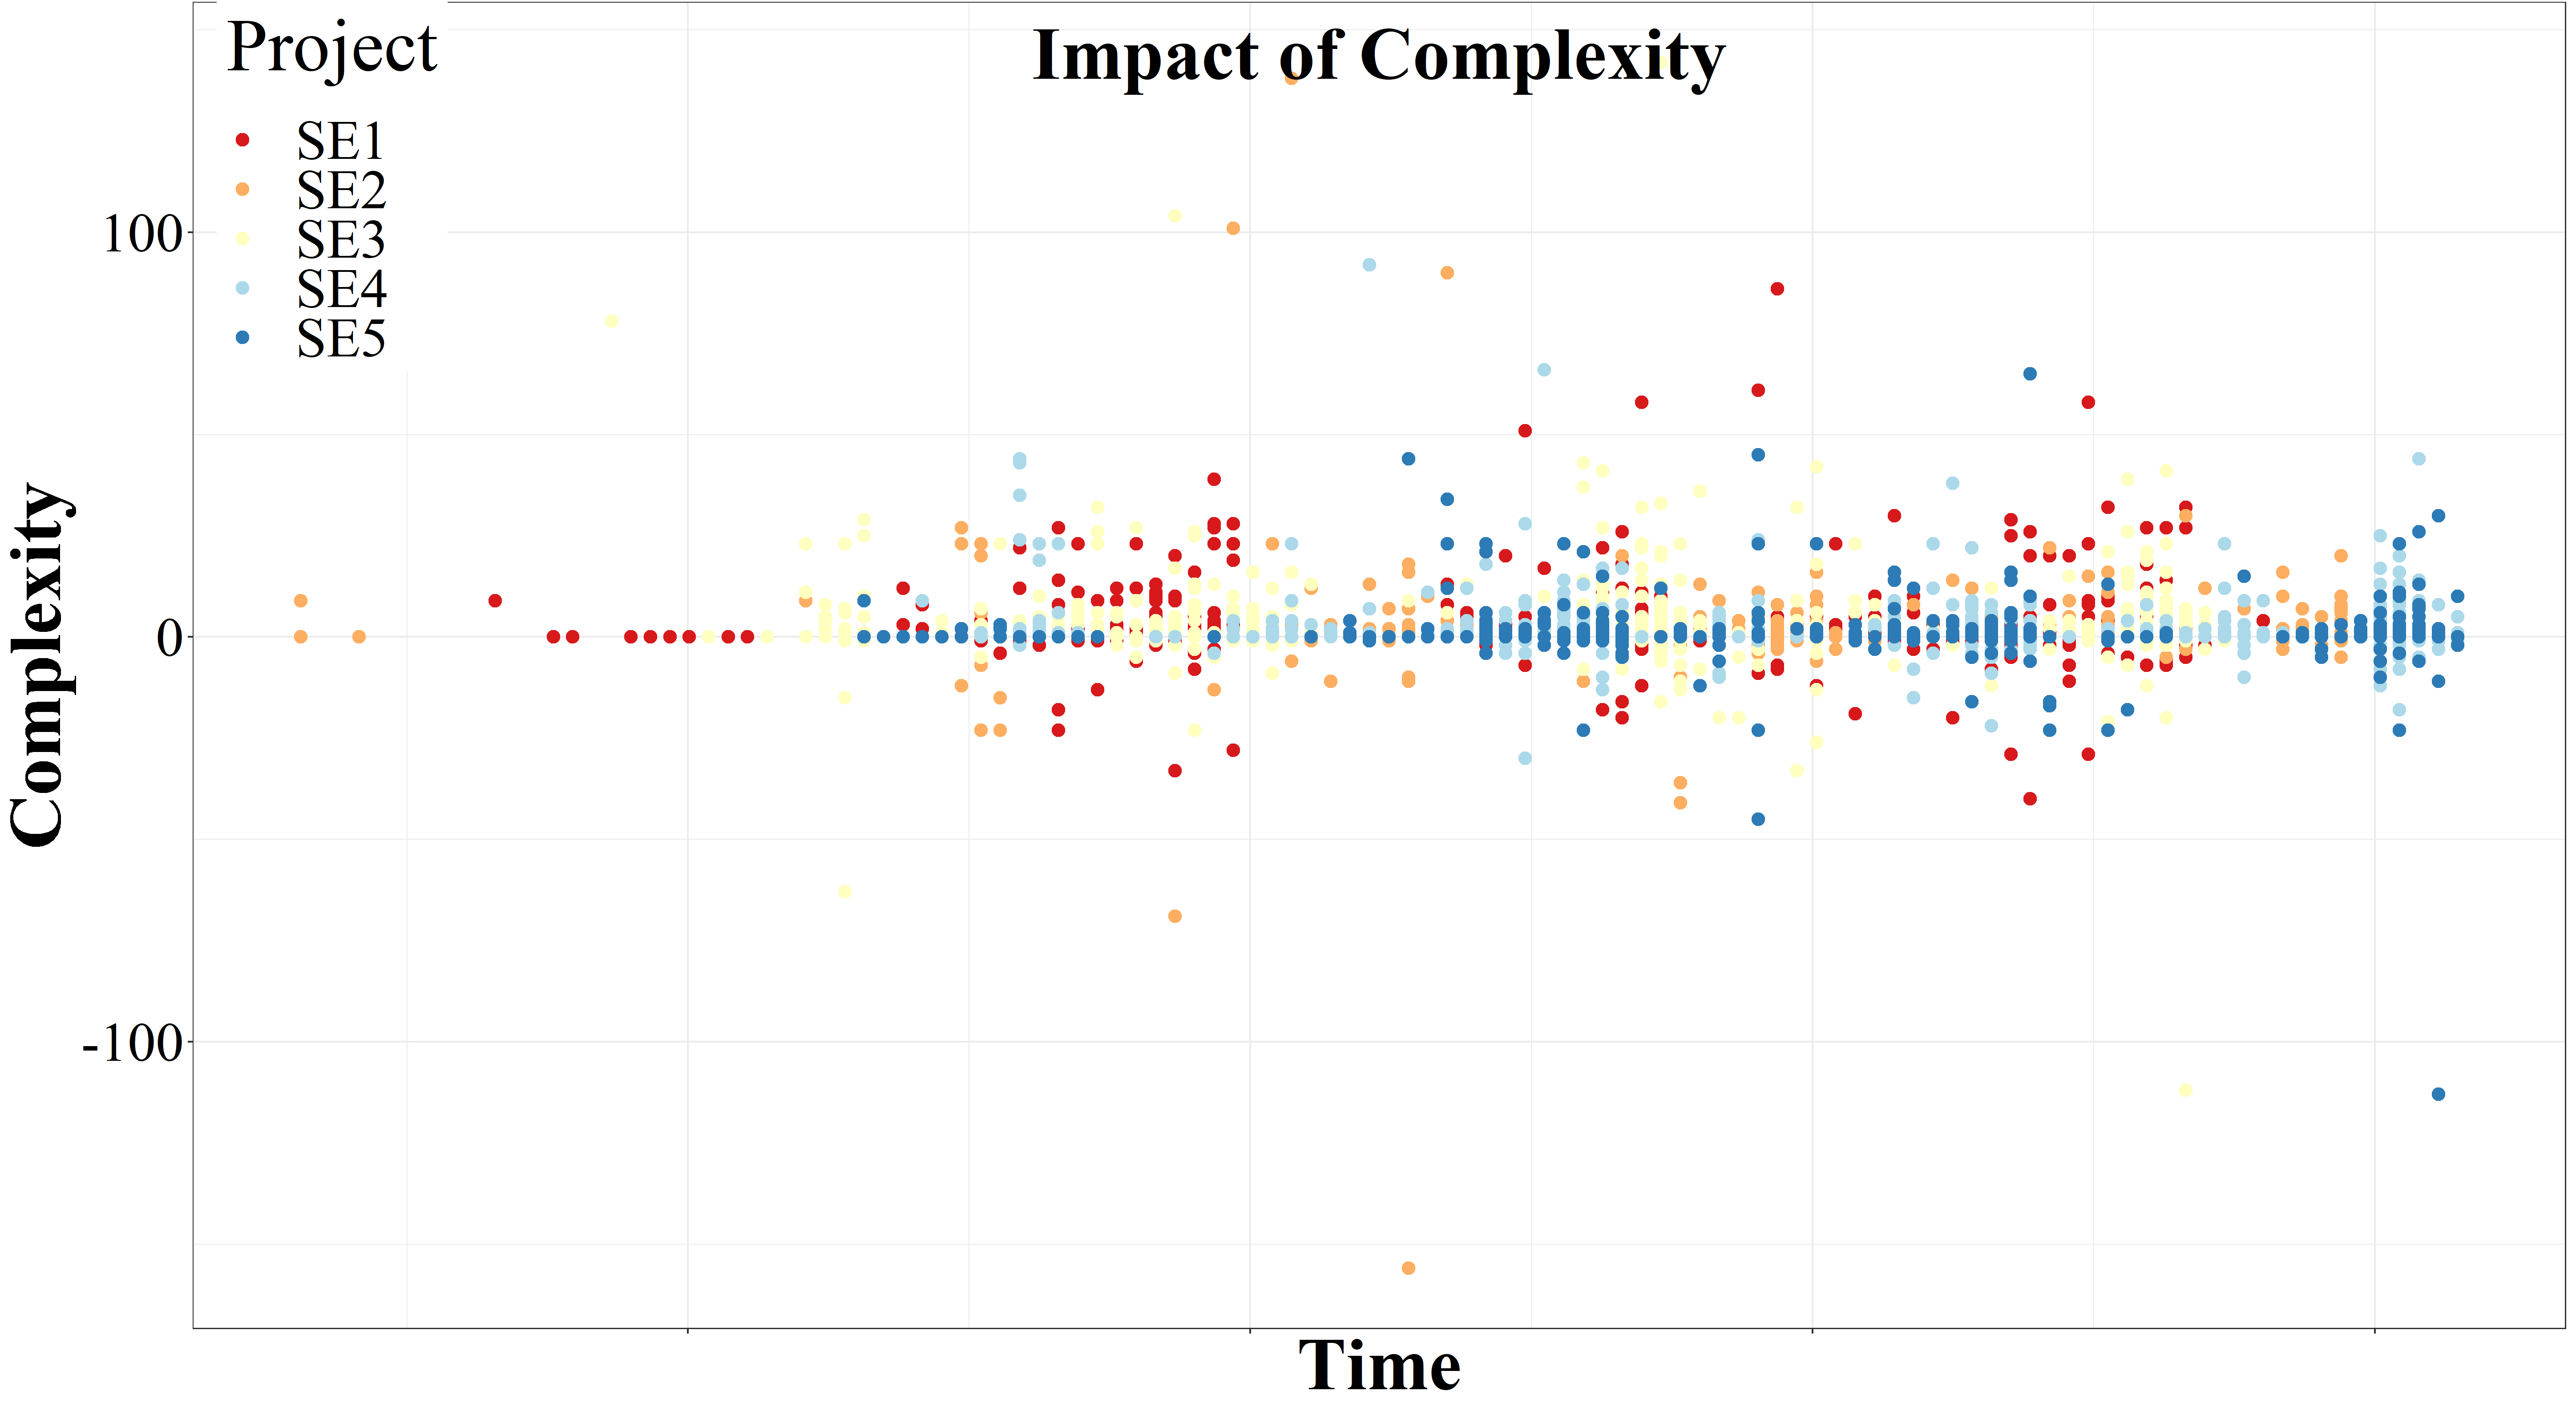 Impact of Complexity
Project
SE1
SE2
SE3
SE4
SE5
Complexity
100
0
-100
Time